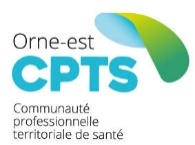 Orne-est
CPTS
Communauté
professionnelle
territoriale de santé